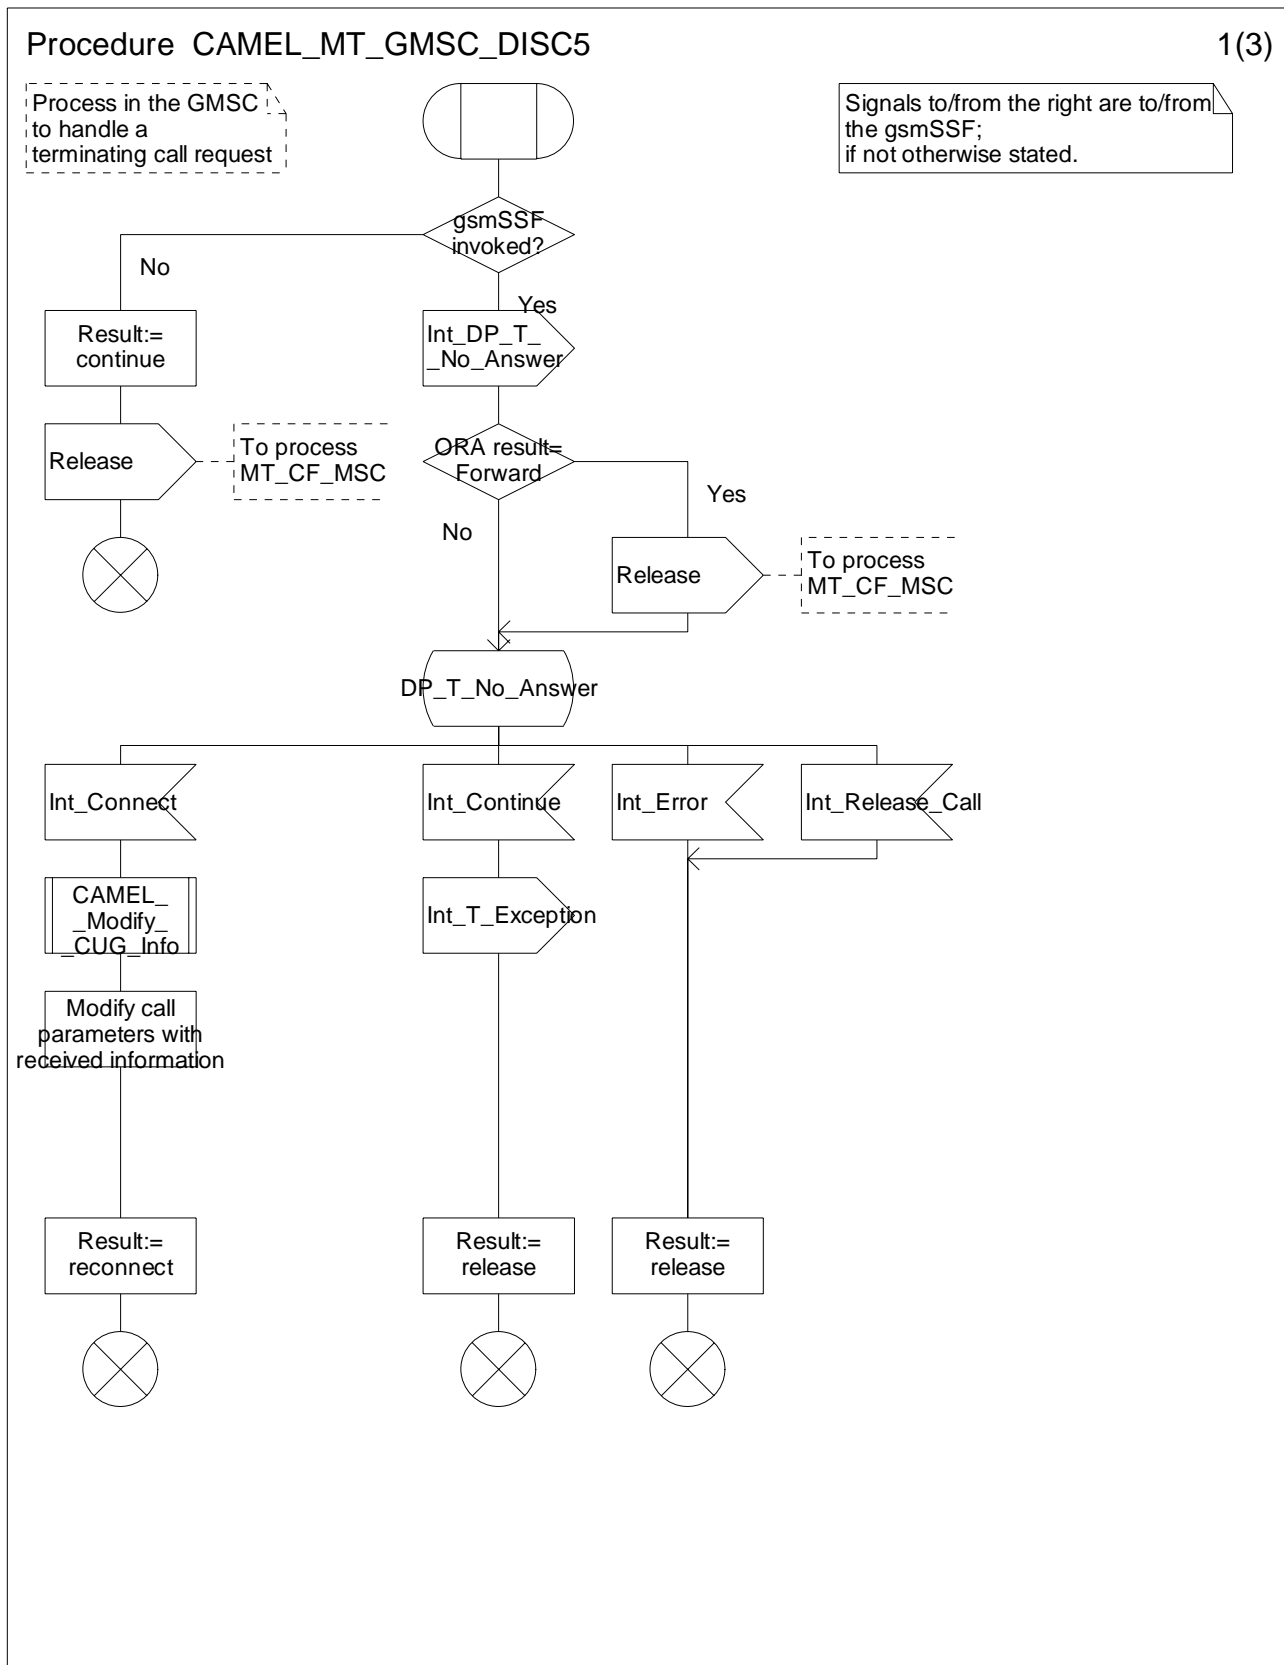 Procedure CAMEL_MT_GMSC_DISC5
1(3)
Process in the GMSC
to handle a
terminating call request
Signals to/from the right are to/from
the gsmSSF;
if not otherwise stated.
gsmSSF
invoked?
No
Yes
Result:=
continue
Int_DP_T_
_No_Answer
Release
To process
MT_CF_MSC
ORA result=
Forward
Yes
No
Release
To process
MT_CF_MSC
DP_T_No_Answer
Int_Connect
Int_Continue
Int_Error
Int_Release_Call
CAMEL_
_Modify_
_CUG_Info
Int_T_Exception
Modify call
parameters with
received information
Result:=
reconnect
Result:=
release
Result:=
release